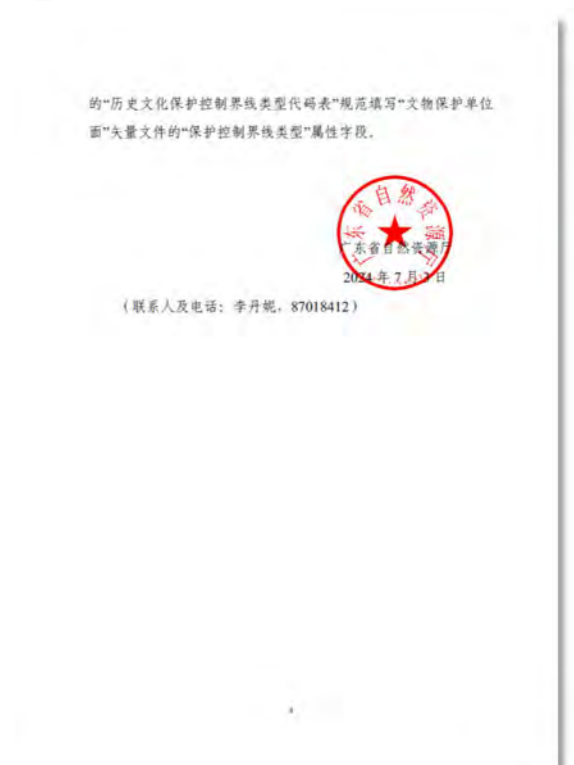 的“历史文化保护控制界线类型代码表”规范填写“文物保护单位
面”矢量文件的“保护控制界线类型”属性字段。
广东省自然资源厅
广东省自然资源厅
2024 年 7 月 3 日
（联系人及电话：李丹妮，87018412）